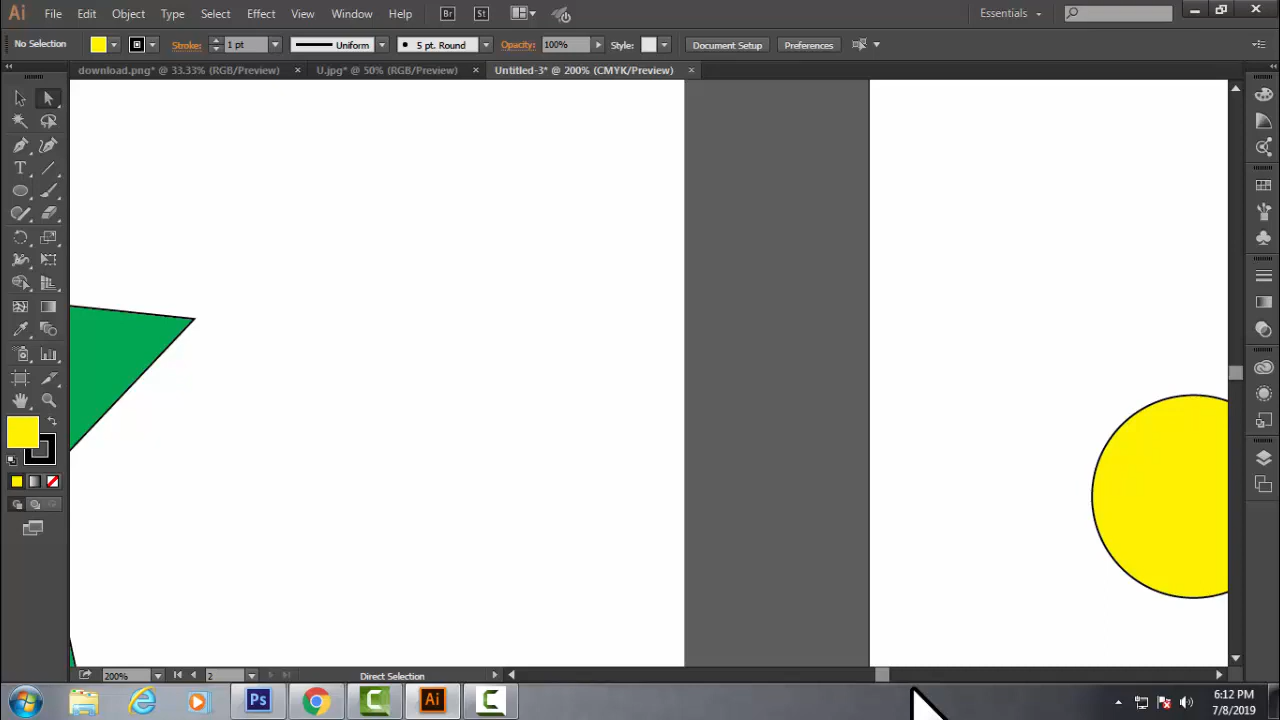 Ai File Edit Object Type Select Effect View Window Help Br St Essentials
No Selection Stroke: 1 pt Uniform 5 pt. Round Opacity: 100% Style: Document Setup Preferences
download.png* @ 33.33% (RGB/Preview) × U.jpg* @ 50% (RGB/Preview) × Untitled-3* @ 200% (CMYK/Preview) ×
T
200% 2 Direct Selection
Ps Ai
6:12 PM
7/8/2019